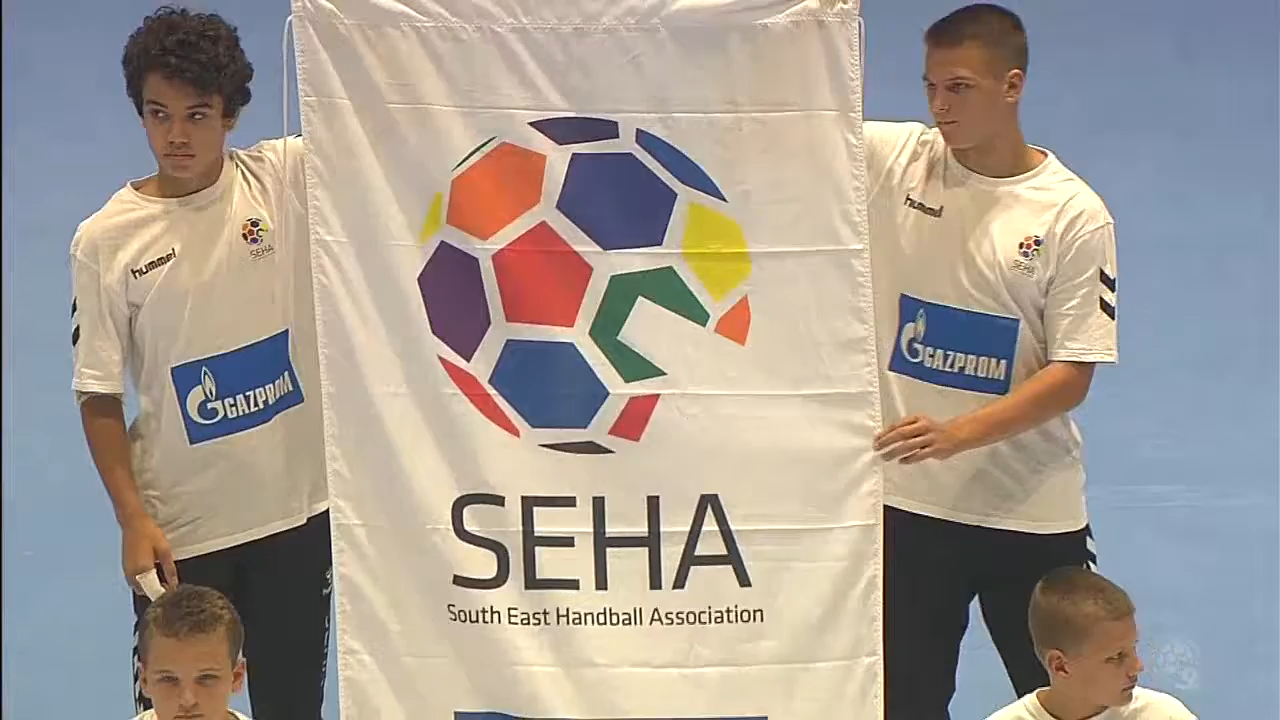 hummel
SEHA
GAZPROM
SEHA
South East Handball Association
hummel
SEHA
GAZPROM